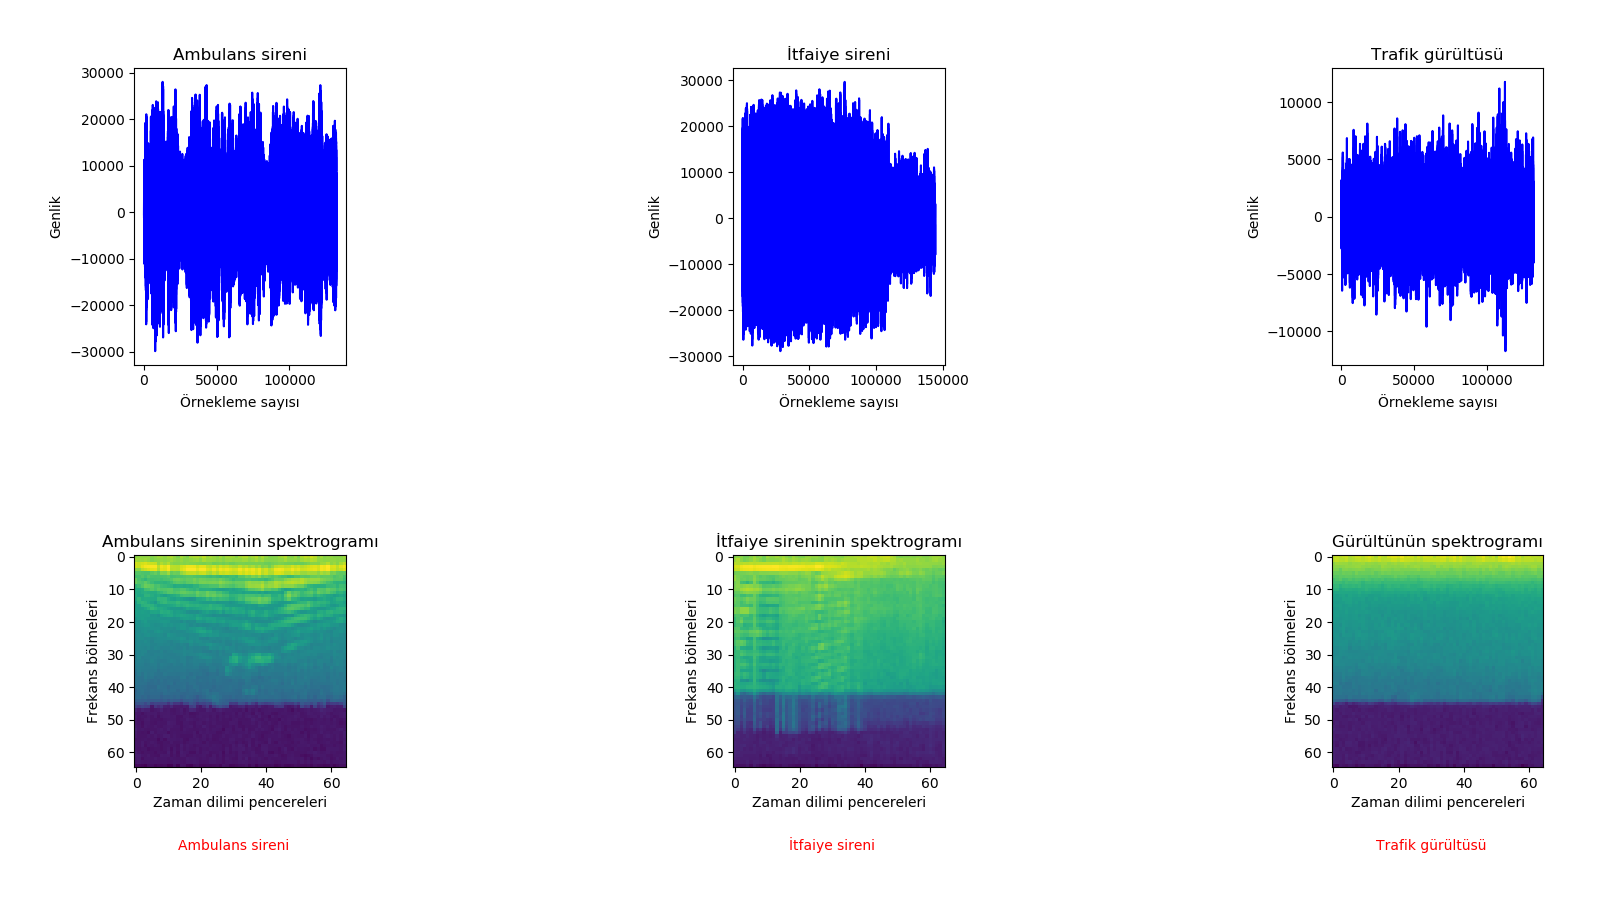 Ambulans sireni
30000
20000
10000
0
−10000
−20000
−30000
Genlik
0 50000 100000
Örnekleme sayısı
İtfaiye sireni
30000
20000
10000
0
−10000
−20000
−30000
Genlik
0 50000 100000 150000
Örnekleme sayısı
Trafik gürültüsü
10000
5000
0
−5000
−10000
Genlik
0 50000 100000
Örnekleme sayısı
Ambulans sireninin spektrogramı
0
10
20
30
40
50
60
Frekans bölmeleri
0 20 40 60
Zaman dilimi pencereleri
Ambulans sireni
İtfaiye sireninin spektrogramı
0
10
20
30
40
50
60
Frekans bölmeleri
0 20 40 60
Zaman dilimi pencereleri
İtfaiye sireni
Gürültünün spektrogramı
0
10
20
30
40
50
60
Frekans bölmeleri
0 20 40 60
Zaman dilimi pencereleri
Trafik gürültüsü